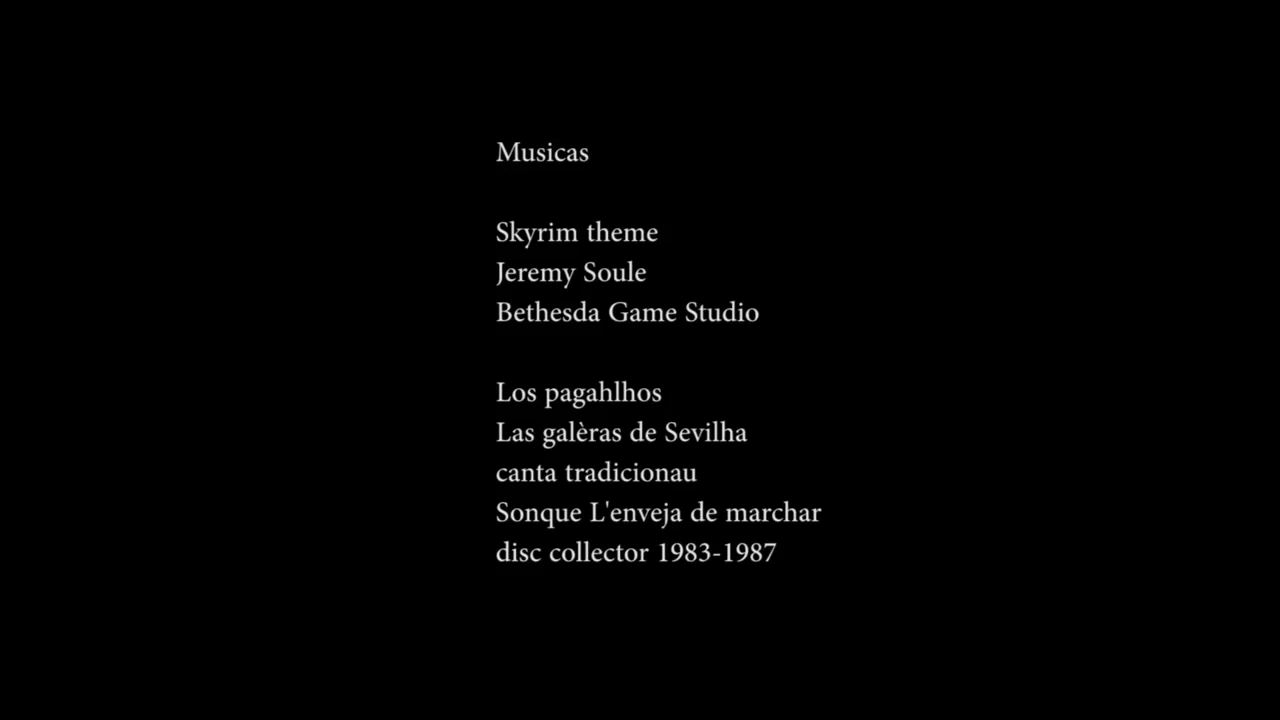 Musicas
Skyrim theme
Jeremy Soule
Bethesda Game Studio
Los pagahlhos
Las galèras de Sevilha
canta tradicionau
Sonque L'enveja de marchar
disc collector 1983-1987